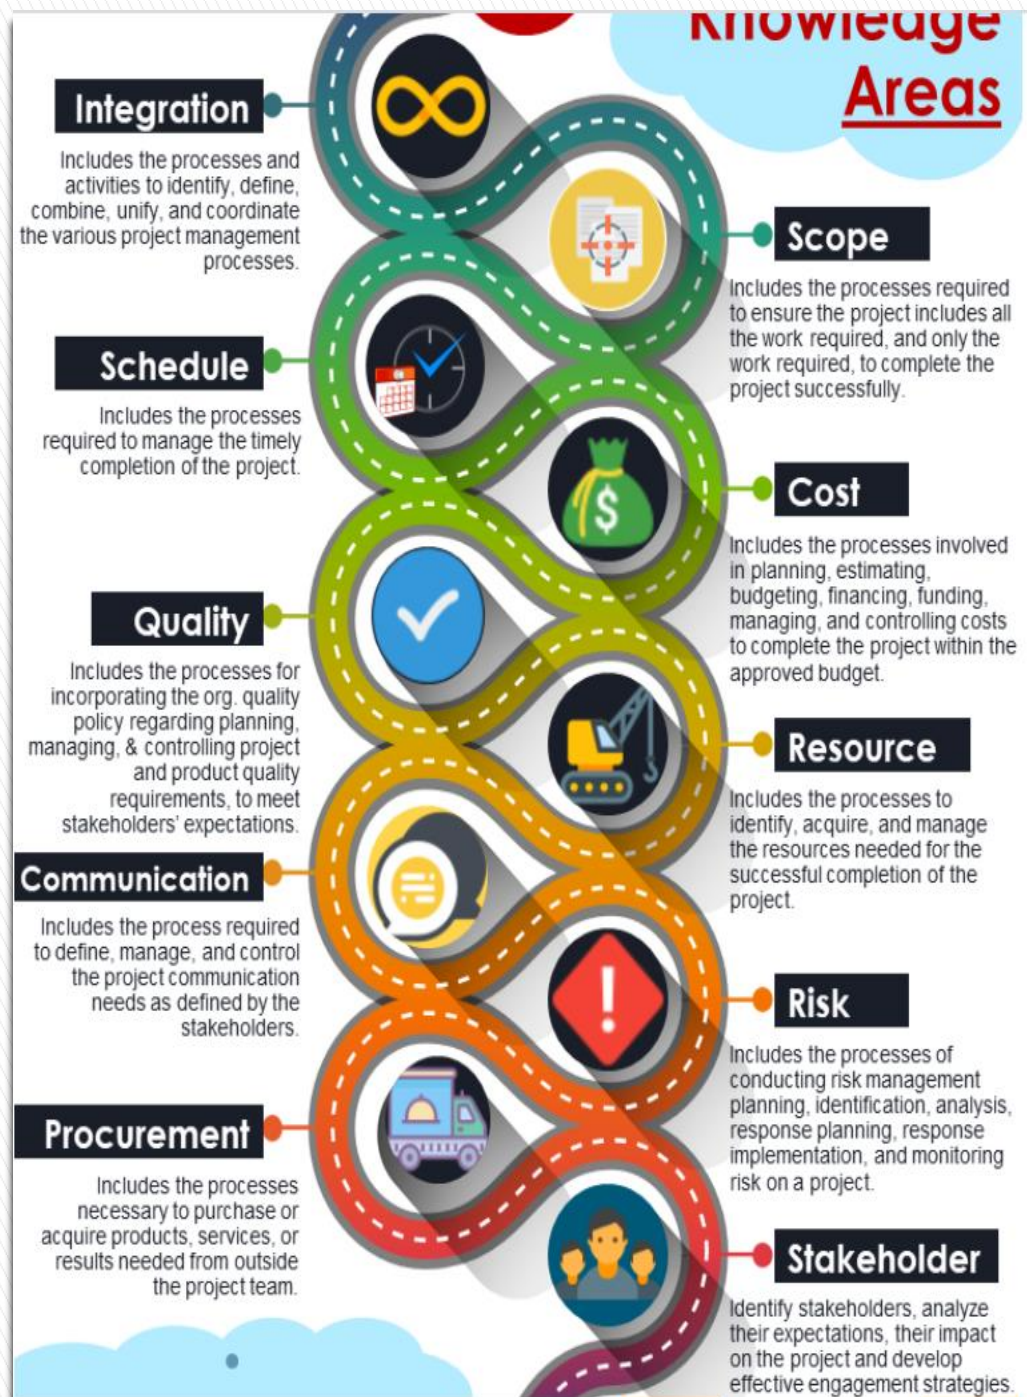 Knowledge
Areas
Integration
Includes the processes and
activities to identify, define,
combine, unify, and coordinate
the various project management
processes.
Scope
Includes the processes required
to ensure the project includes all
the work required, and only the
work required, to complete the
project successfully.
Schedule
Includes the processes
required to manage the timely
completion of the project.
Cost
Includes the processes involved
in planning, estimating,
budgeting, financing, funding,
managing, and controlling costs
to complete the project within the
approved budget.
Quality
Includes the processes for
incorporating the org. quality
policy regarding planning,
managing, & controlling project
and product quality
requirements, to meet
stakeholders’ expectations.
Resource
Includes the processes to
identify, acquire, and manage
the resources needed for the
successful completion of the
project.
Communication
Includes the process required
to define, manage, and control
the project communication
needs as defined by the
stakeholders.
Risk
Includes the processes of
conducting risk management
planning, identification, analysis,
response planning, response
implementation, and monitoring
risk on a project.
Procurement
Includes the processes
necessary to purchase or
acquire products, services, or
results needed from outside
the project team.
Stakeholder
Identify stakeholders, analyze
their expectations, their impact
on the project and develop
effective engagement strategies.
$
!